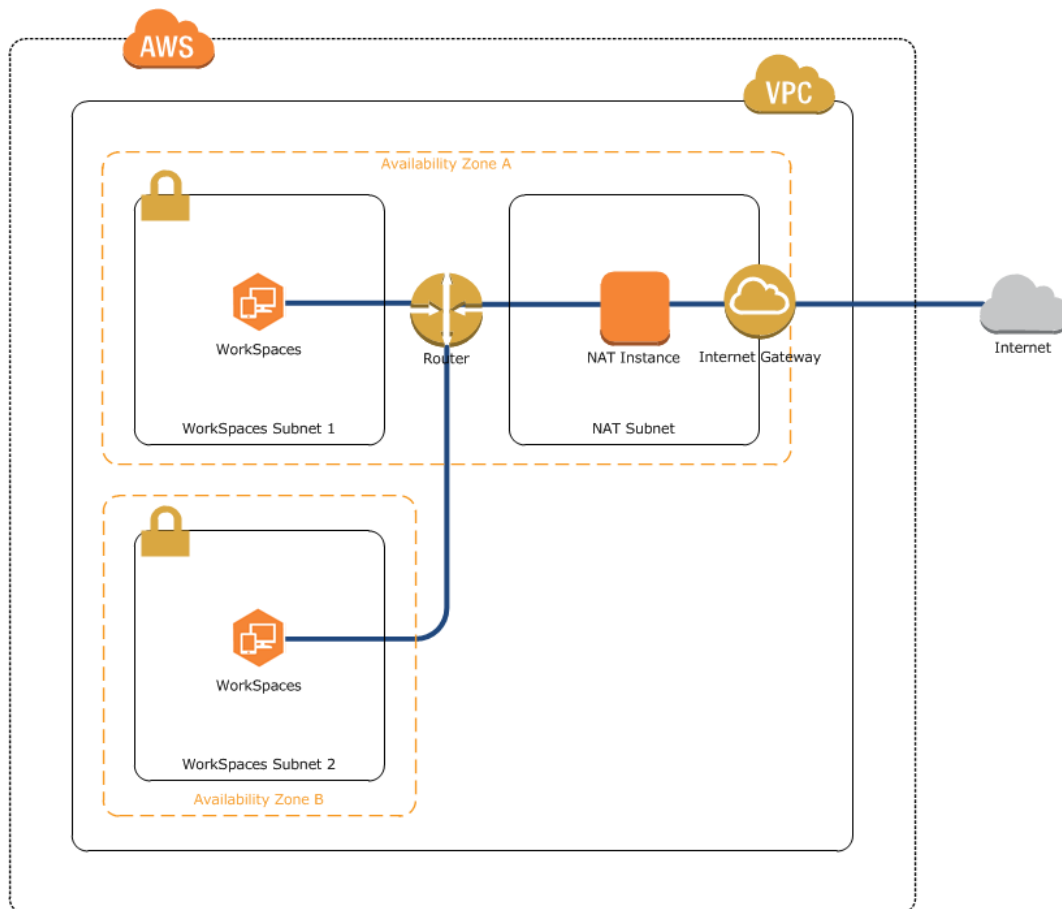 AWS
VPC
Availability Zone A
WorkSpaces
Router
NAT Instance
Internet Gateway
Internet
WorkSpaces Subnet 1
NAT Subnet
WorkSpaces
WorkSpaces Subnet 2
Availability Zone B